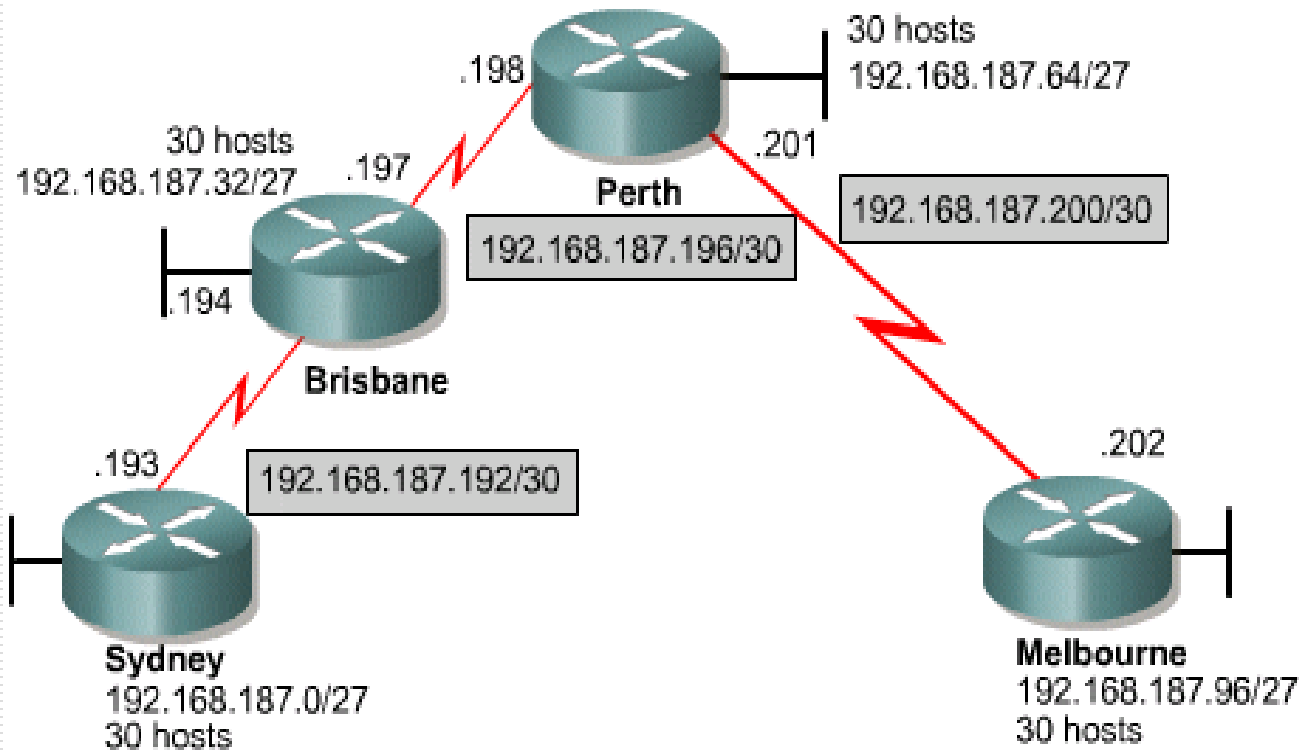 30 hosts
192.168.187.64/27
.198
.201
30 hosts
192.168.187.32/27
.197
Perth
192.168.187.200/30
192.168.187.196/30
.194
Brisbane
.193
192.168.187.192/30
.202
Sydney
192.168.187.0/27
30 hosts
Melbourne
192.168.187.96/27
30 hosts